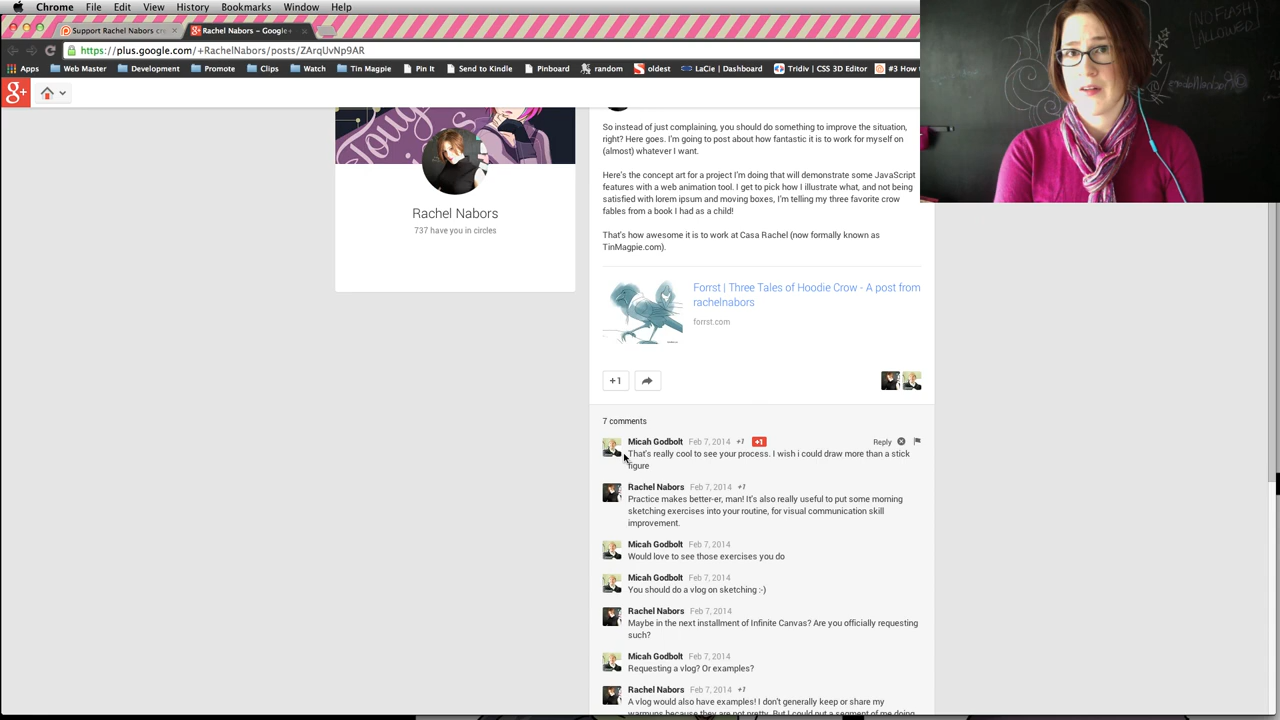 Chrome File Edit View History Bookmarks Window Help
Support Rachel Nabors cre
Rachel Nabors – Google+
https://plus.google.com/+RachelNabors/posts/ZArqUvNp9AR
Apps Web Master Development Promote Clips Watch Tin Magpie Pin It Send to Kindle Pinboard random oldest LaCie | Dashboard Tridiv | CSS 3D Editor #3 How t
g+
So instead of just complaining, you should do something to improve the situation,
right? Here goes. I'm going to post about how fantastic it is to work for myself on
(almost) whatever I want.
Here's the concept art for a project I'm doing that will demonstrate some JavaScript
features with a web animation tool. I get to pick how I illustrate what, and not being
satisfied with lorem ipsum and moving boxes, I'm telling my three favorite crow
fables from a book I had as a child!
That's how awesome it is to work at Casa Rachel (now formally known as
TinMagpie.com).
Rachel Nabors
737 have you in circles
Forrst | Three Tales of Hoodie Crow - A post from
rachelnabors
forrst.com
+1
7 comments
Micah Godbolt Feb 7, 2014 +1 +1 Reply
That's really cool to see your process. I wish i could draw more than a stick
figure
Rachel Nabors Feb 7, 2014 +1
Practice makes better-er, man! It's also really useful to put some morning
sketching exercises into your routine, for visual communication skill
improvement.
Micah Godbolt Feb 7, 2014
Would love to see those exercises you do
Micah Godbolt Feb 7, 2014
You should do a vlog on sketching :-)
Rachel Nabors Feb 7, 2014
Maybe in the next installment of Infinite Canvas? Are you officially requesting
such?
Micah Godbolt Feb 7, 2014
Requesting a vlog? Or examples?
Rachel Nabors Feb 7, 2014 +1
A vlog would also have examples! I don't generally keep or share my
warmups because they are not pretty. But I could put a segment of me doing